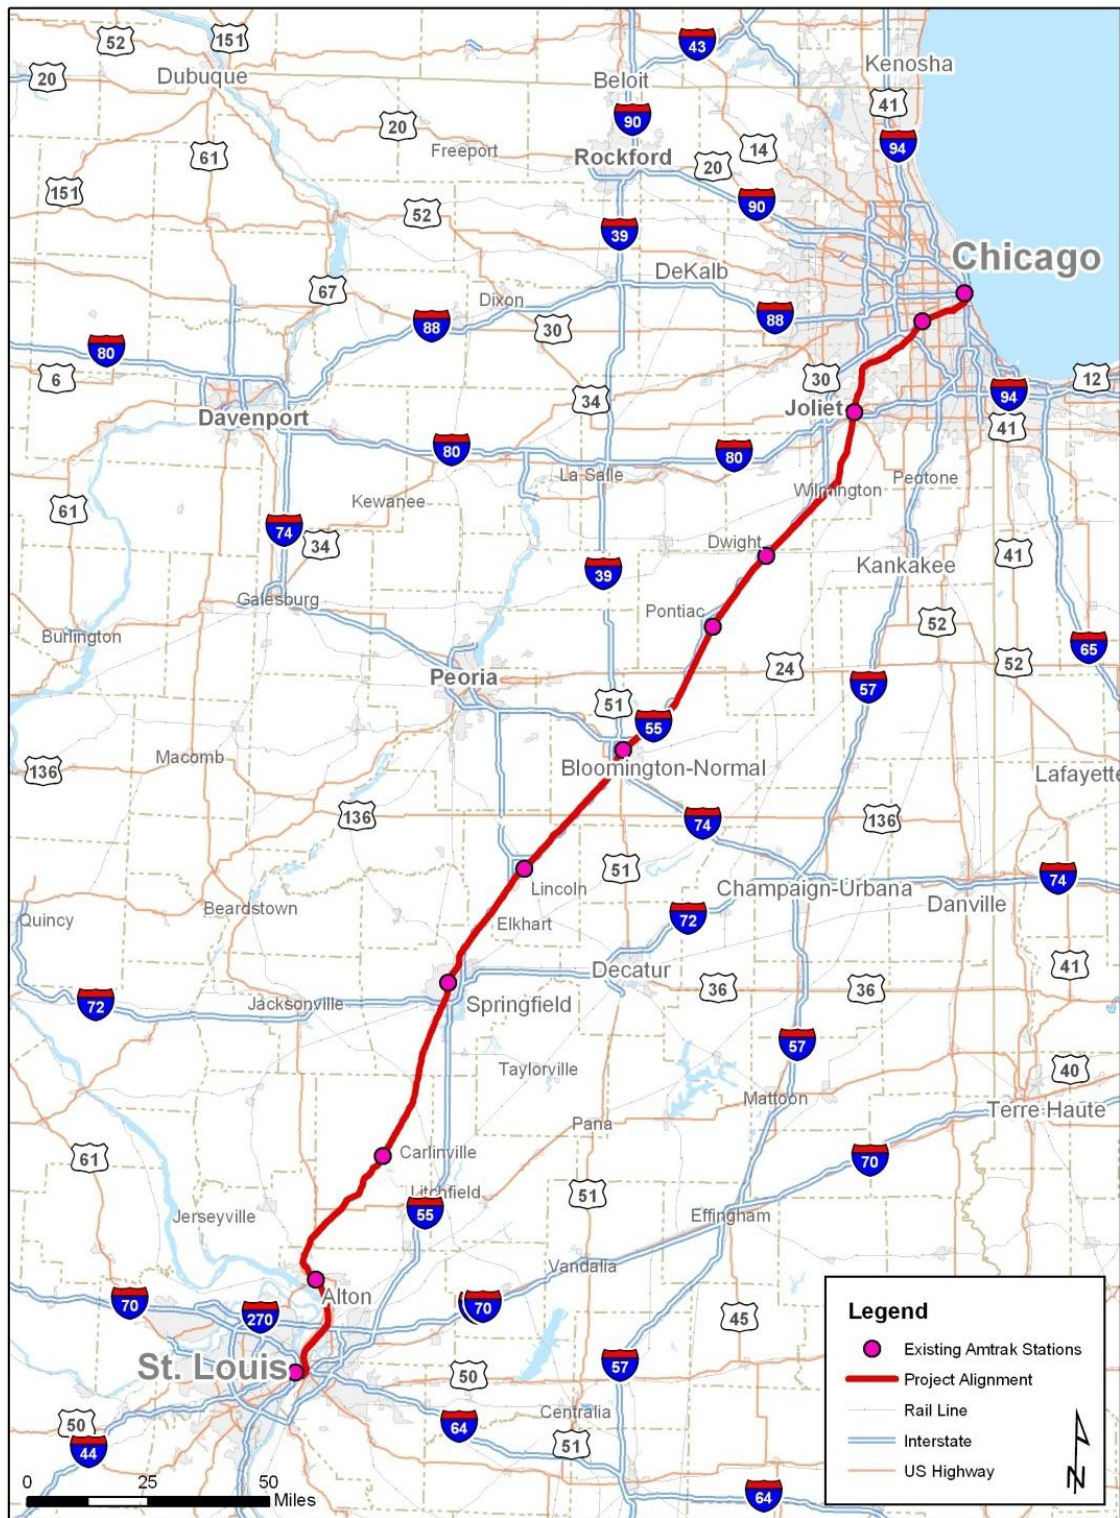 52
151
43
Kenosha
20
Dubuque
Beloit
41
90
20
94
61
Freeport
Rockford
14
20
151
52
90
39
Chicago
67
DeKalb
Dixon
88
30
88
80
6
30
12
34
94
Davenport
Joliet
41
80
80
La Salle
Pedtone
Wilmington
Kewanee
61
74
34
Dwight
41
39
Kankakee
Galesburg
Pontiac
52
Burlington
65
24
52
Peoria
57
51
55
136
Macomb
Bloomington-Normal
Lafayette
136
74
136
51
74
Lincoln
Champaign-Urbana
Quincy
Beardstown
Elkhart
72
Danville
41
Decatur
36
36
72
Jacksonville
Springfield
57
Taylorville
40
Mattoon
Terre Haute
Pana
61
Carlinville
70
Litchfield
51
55
Jerseyville
Effingham
Vandalia
70
270
Alton
70
45
St. Louis
50
57
50
64
Centralia
44
51
64
0
25
50
Miles
Legend
Existing Amtrak Stations
Project Alignment
Rail Line
Interstate
US Highway
N